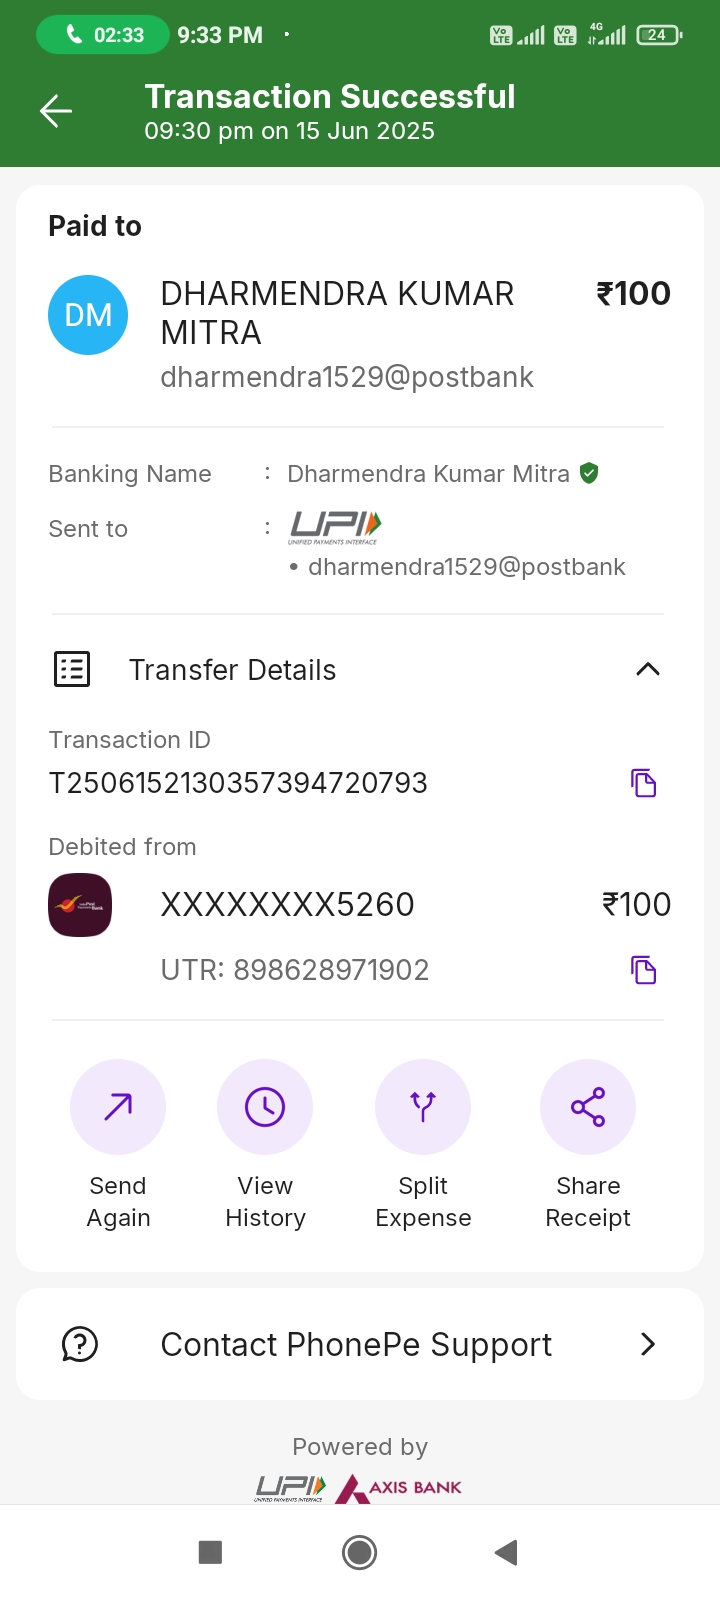 02:33 9:33 PM
Vo LTE Vo LTE 4G 24
Transaction Successful
09:30 pm on 15 Jun 2025
Paid to
DM
DHARMENDRA KUMAR ₹100
MITRA
dharmendra1529@postbank
Banking Name : Dharmendra Kumar Mitra
Sent to : UPI
UNIFIED PAYMENTS INTERFACE
• dharmendra1529@postbank
Transfer Details
Transaction ID
T2506152130357394720793
Debited from
XXXXXXXX5260 ₹100
UTR: 898628971902
Send Again
View History
Split Expense
Share Receipt
Contact PhonePe Support
Powered by
UPI AXIS BANK
UNIFIED PAYMENTS INTERFACE